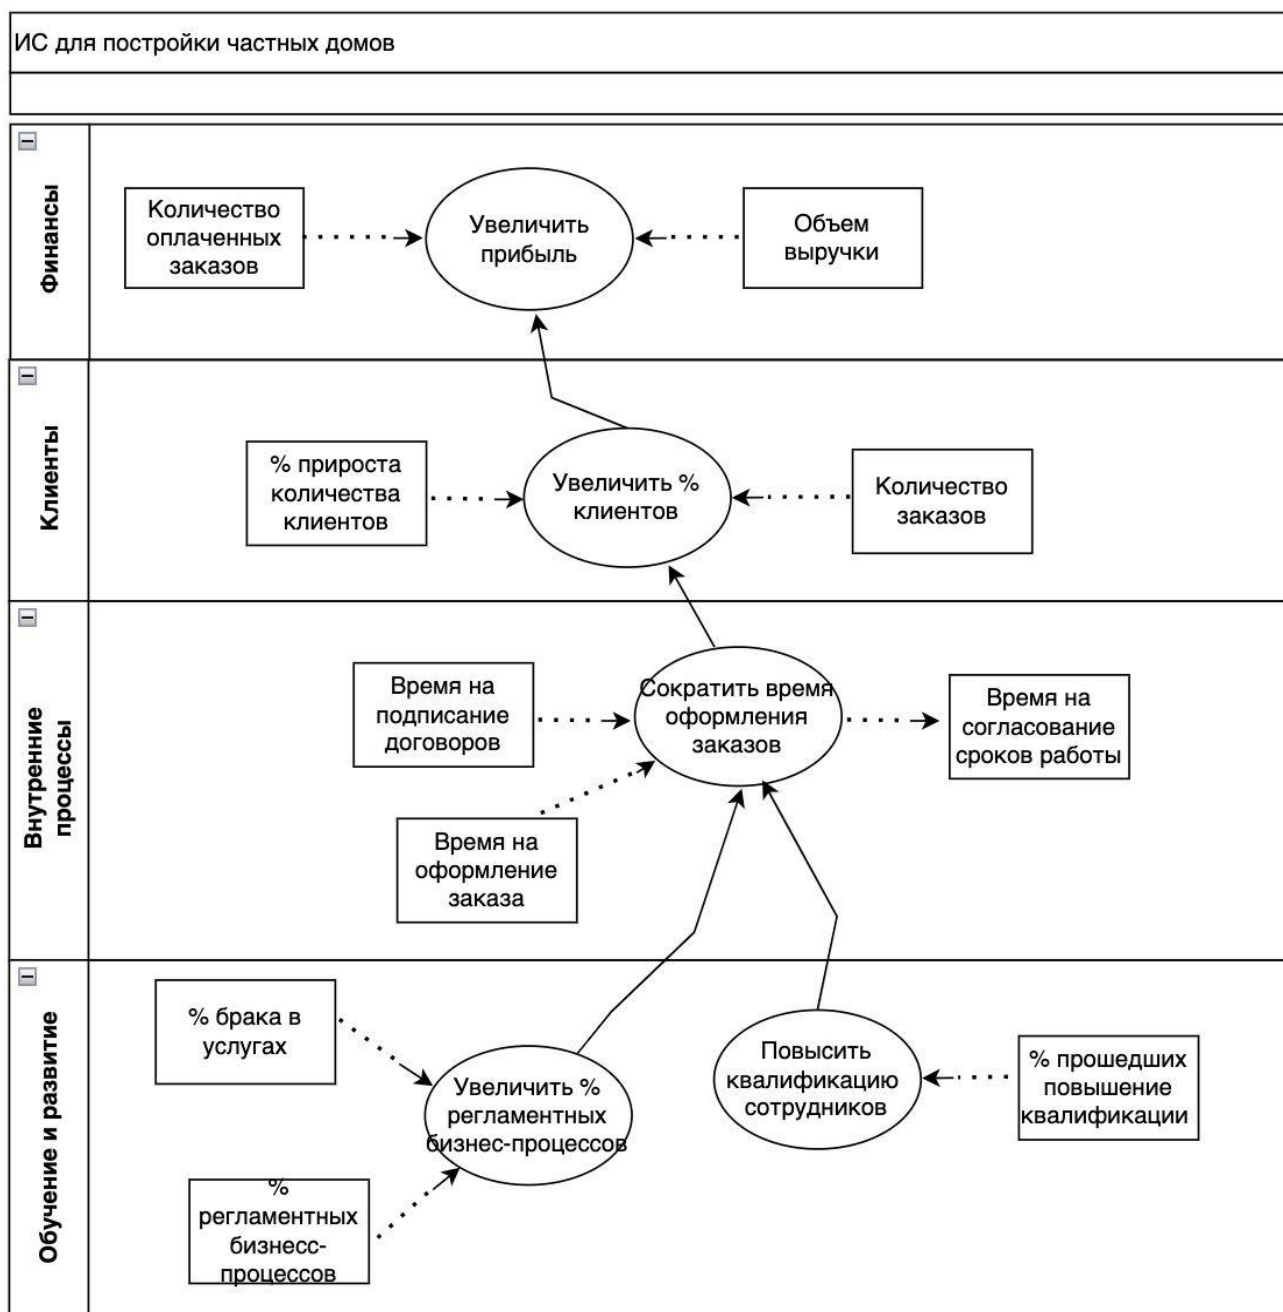 ИС для постройки частных домов
Финансы
Количество
оплаченных
заказов
Увеличить
прибыль
Объем
выручки
Клиенты
% прироста
количества
клиентов
Увеличить %
клиентов
Количество
заказов
Внутренние
процессы
Время на
подписание
договоров
Сократить время
оформления
заказов
Время на
согласование
сроков работы
Время на
оформление
заказа
Обучение и развитие
% брака в
услугах
Увеличить %
регламентных
бизнес-процессов
Повысить
квалификацию
сотрудников
% прошедших
повышение
квалификации
%
регламентных
бизнесс-
процессов